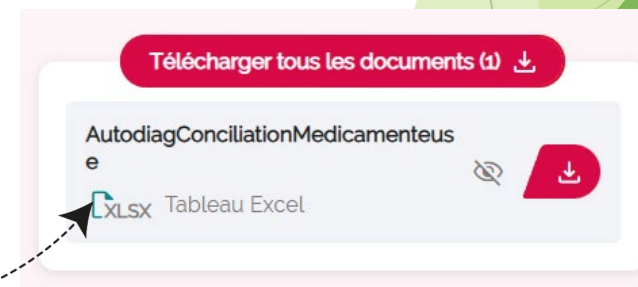 Télécharger tous les documents (1)
AutodiagConciliationMedicamenteus
e
XLSX Tableau Excel